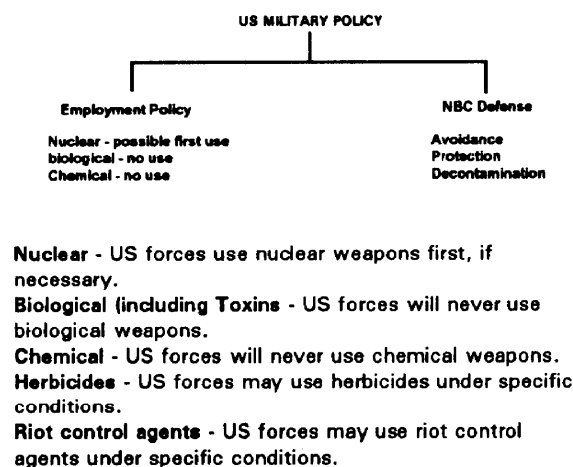 US MILITARY POLICY
Employment Policy
Nuclear - possible first use
biological - no use
Chemical - no use
NBC Defense
Avoidance
Protection
Decontamination
Nuclear - US forces use nuclear weapons first, if
necessary.
Biological (including Toxins - US forces will never use
biological weapons.
Chemical - US forces will never use chemical weapons.
Herbicides - US forces may use herbicides under specific
conditions.
Riot control agents - US forces may use riot control
agents under specific conditions.